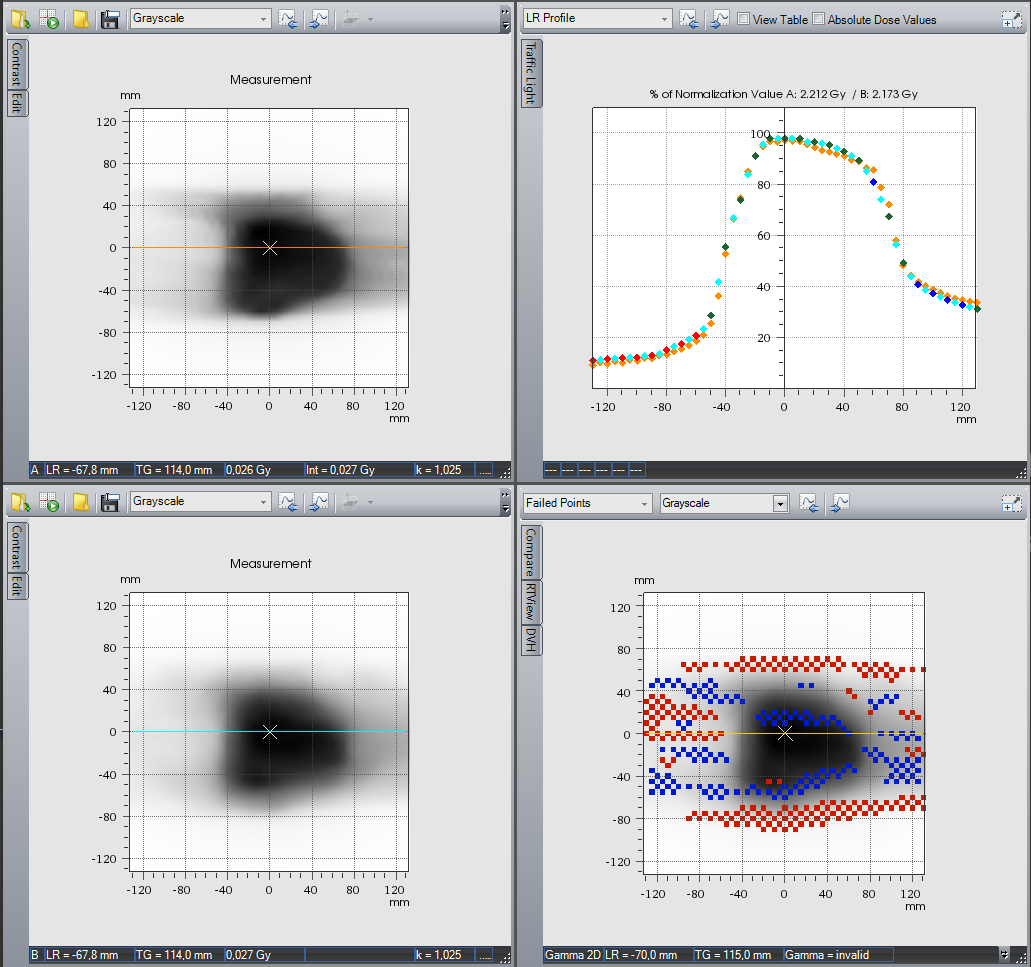 Grayscale
Contrast
Edit
Measurement
mm
120
80
40
0
-40
-80
-120
-120 -80 -40 0 40 80 120
mm
A LR = -67,8 mm TG = 114,0 mm 0,026 Gy Int = 0,027 Gy k = 1,025 ....
LR Profile View Table Absolute Dose Values
Traffic Light
% of Normalization Value A: 2.212 Gy / B: 2.173 Gy
100
80
60
40
20
-120 -80 -40 0 40 80 120
mm
--- --- --- --- --- ---
Grayscale
Contrast
Edit
Measurement
mm
120
80
40
0
-40
-80
-120
-120 -80 -40 0 40 80 120
mm
B LR = -67,8 mm TG = 114,0 mm 0,027 Gy k = 1,025 ....
Failed Points Grayscale
Compare
RTView
DVH
mm
120
80
40
0
-40
-80
-120
-120 -80 -40 0 40 80 120
mm
Gamma 2D LR = -70,0 mm TG = 115,0 mm Gamma = invalid